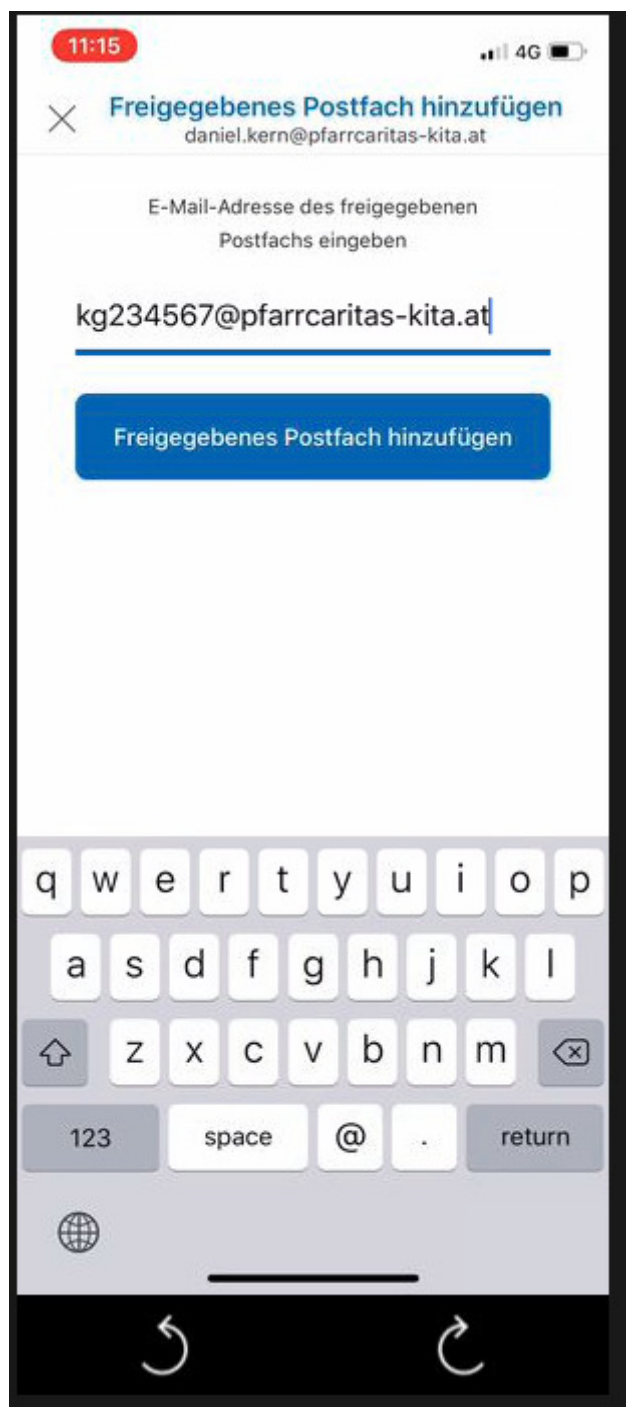 11:15
4G
Freigegebenes Postfach hinzufügen
daniel.kern@pfarrcaritas-kita.at
E-Mail-Adresse des freigegebenen
Postfachs eingeben
kg234567@pfarrcaritas-kita.at
Freigegebenes Postfach hinzufügen
q w e r t y u i o p
a s d f g h j k l
z x c v b n m
123 space @ . return